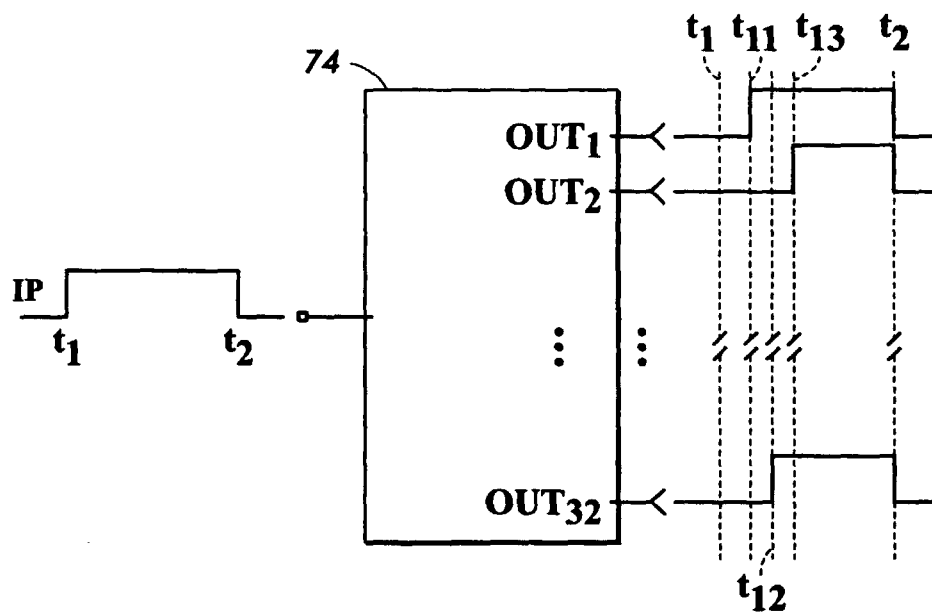 t₁ t₁₁ t₁₃ t₂
74
OUT₁
OUT₂
IP
t₁ t₂
OUT₃₂
t₁₂